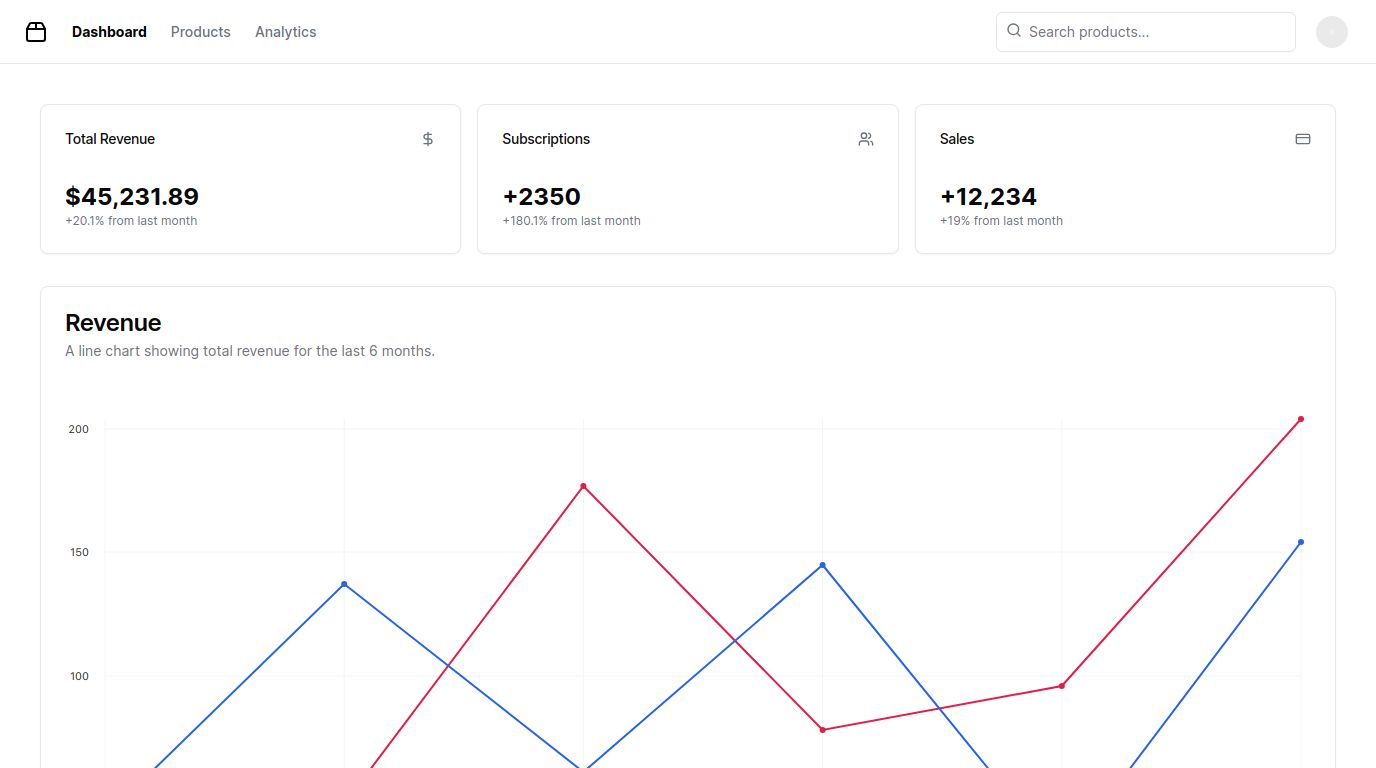 Dashboard Products Analytics Search products...
Total Revenue
$45,231.89
+20.1% from last month
Subscriptions
+2350
+180.1% from last month
Sales
+12,234
+19% from last month
Revenue
A line chart showing total revenue for the last 6 months.
200
150
100